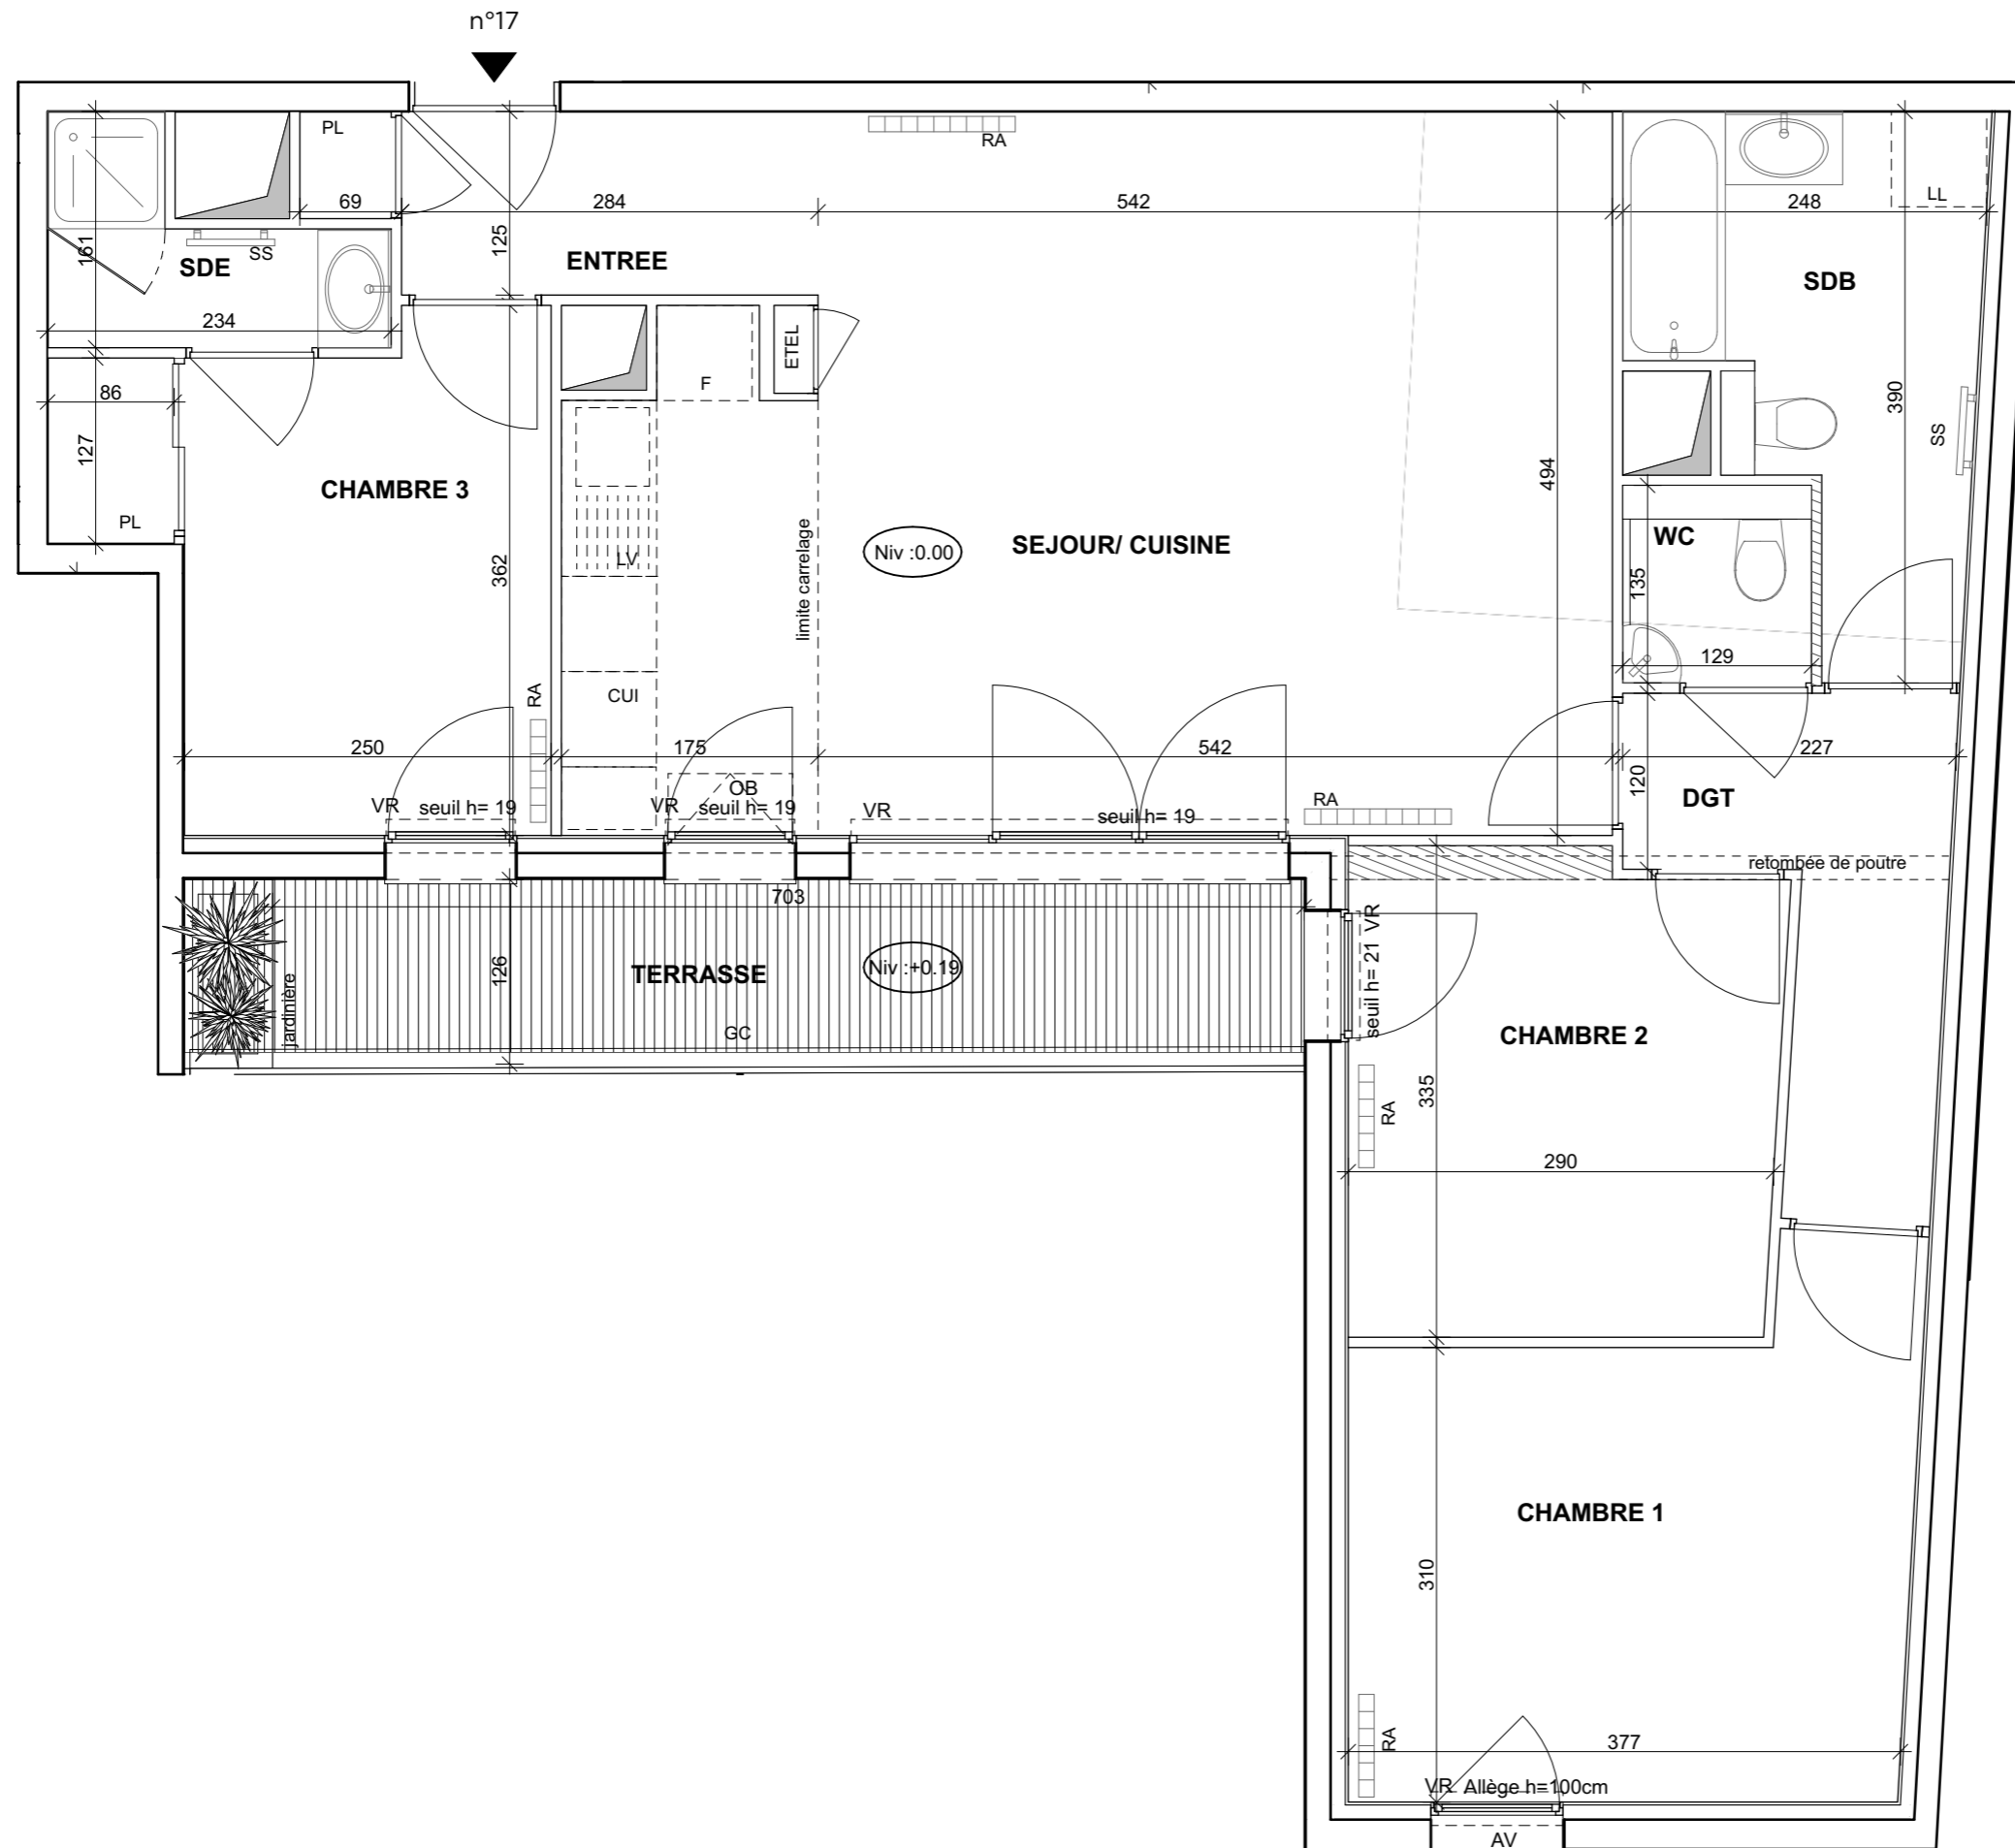 n°17
PL
RA
69
284
542
248
LL
161
SS
SDE
125
ENTREE
SDB
234
ETEL
F
86
390
127
CHAMBRE 3
494
SS
PL
limite carrelage
Niv :0.00
SEJOUR/ CUISINE
WC
LV
362
135
129
RA
CUI
250
175
542
227
120
DGT
VR
seuil h= 19
VR
OB
seuil h= 19
VR
seuil h= 19
RA
retombée de poutre
703
VR
seuil h= 21
126
TERRASSE
Niv :+0.19
jardinière
GC
CHAMBRE 2
335
RA
290
CHAMBRE 1
310
RA
377
VR
Allège h=100cm
AV